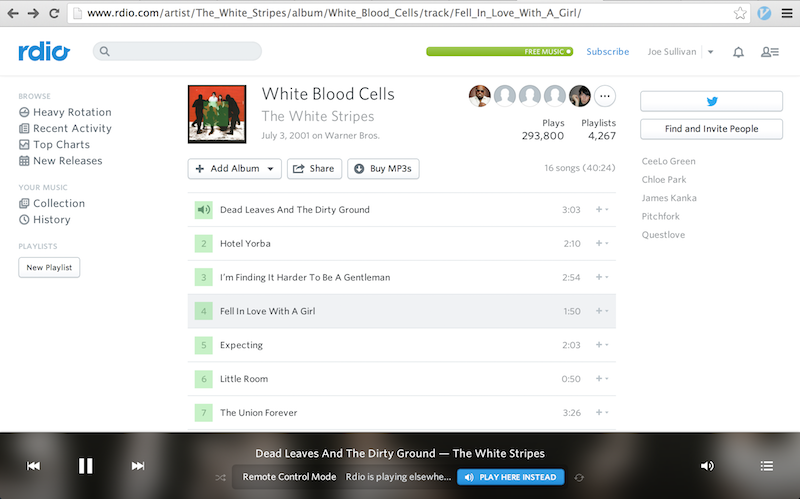 www.rdio.com/artist/The_White_Stripes/album/White_Blood_Cells/track/Fell_In_Love_With_A_Girl/
rdio
FREE MUSIC
Subscribe
Joe Sullivan
BROWSE
Heavy Rotation
Recent Activity
Top Charts
New Releases
YOUR MUSIC
Collection
History
PLAYLISTS
New Playlist
White Blood Cells
The White Stripes
July 3, 2001 on Warner Bros.
Plays
293,800
Playlists
4,267
Add Album
Share
Buy MP3s
16 songs (40:24)
Dead Leaves And The Dirty Ground 3:03
2 Hotel Yorba 2:10
3 I'm Finding It Harder To Be A Gentleman 2:54
4 Fell In Love With A Girl 1:50
5 Expecting 2:03
6 Little Room 0:50
7 The Union Forever 3:26
Find and Invite People
CeeLo Green
Chloe Park
James Kanka
Pitchfork
Questlove
Dead Leaves And The Dirty Ground — The White Stripes
Remote Control Mode Rdio is playing elsewhe... PLAY HERE INSTEAD